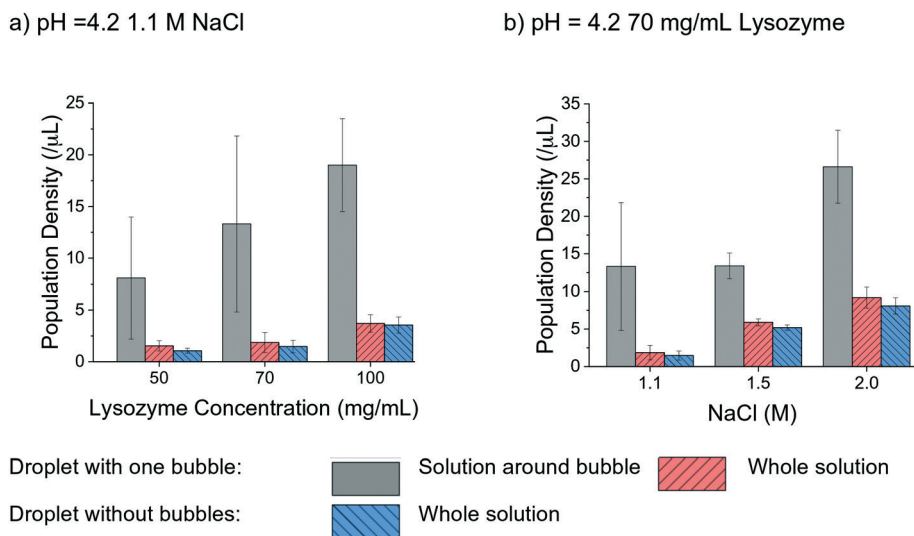 a) pH =4.2 1.1 M NaCl
b) pH = 4.2 70 mg/mL Lysozyme
Population Density (/μL)
25
20
15
10
5
0
50 70 100
Lysozyme Concentration (mg/mL)
Population Density (/μL)
35
30
25
20
15
10
5
0
1.1 1.5 2.0
NaCl (M)
Droplet with one bubble: Solution around bubble Whole solution
Droplet without bubbles: Whole solution